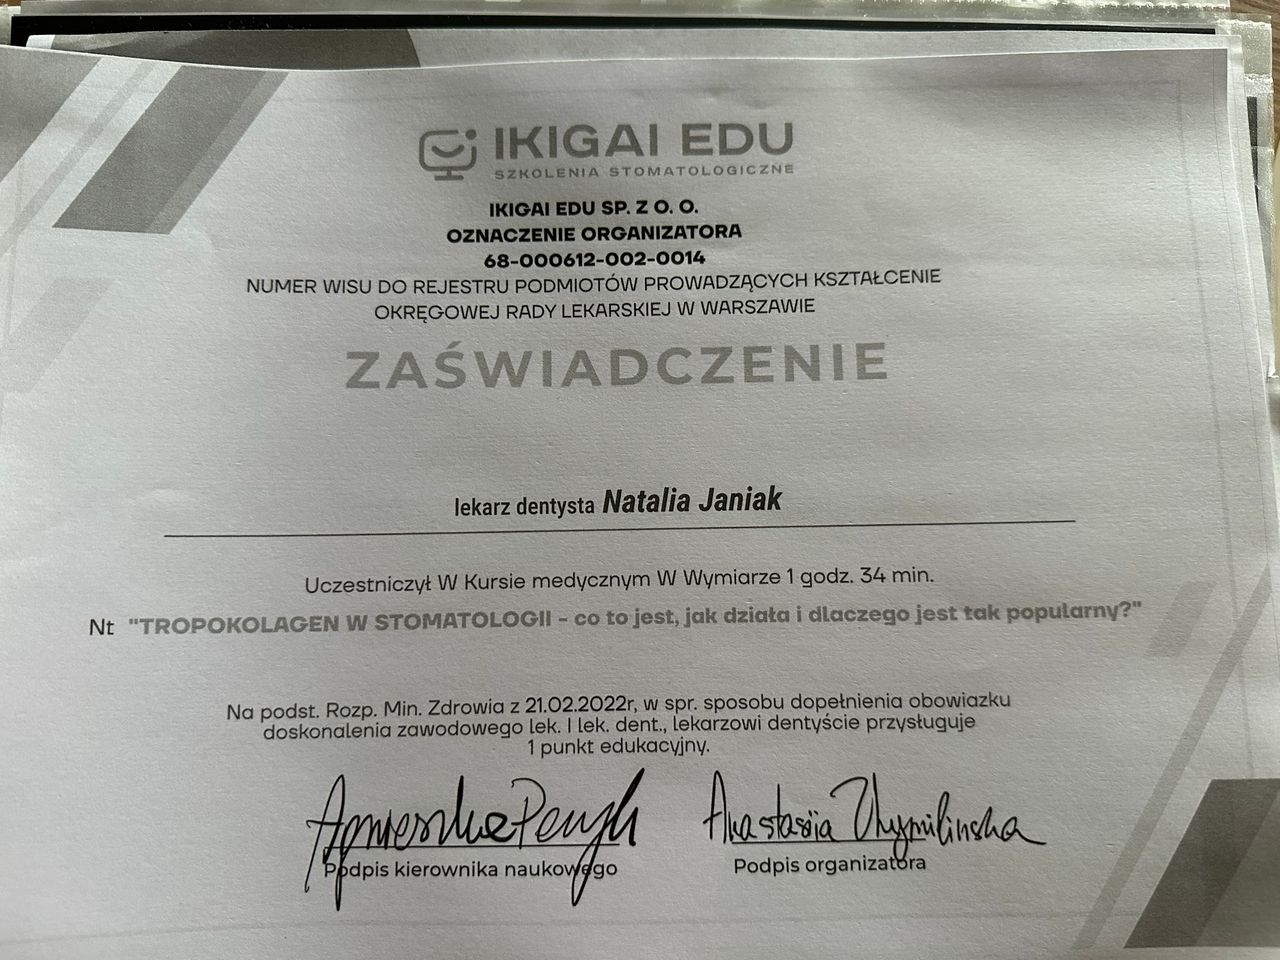 IKIGAI EDU
SZKOLENIA STOMATOLOGICZNE
IKIGAI EDU SP. Z O. O.
OZNACZENIE ORGANIZATORA
68-000612-002-0014
NUMER WISU DO REJESTRU PODMIOTÓW PROWADZĄCYCH KSZTAŁCENIE
OKRĘGOWEJ RADY LEKARSKIEJ W WARSZAWIE
ZAŚWIADCZENIE
lekarz dentysta Natalia Janiak
Uczestniczył W Kursie medycznym W Wymiarze 1 godz. 34 min.
Nt "TROPOKOLAGEN W STOMATOLOGII - co to jest, jak działa i dlaczego jest tak popularny?"
Na podst. Rozp. Min. Zdrowia z 21.02.2022r, w spr. sposobu dopełnienia obowiazku
doskonalenia zawodowego lek. I lek. dent., lekarzowi dentyście przysługuje
1 punkt edukacyjny.
Agnieszka Anastasiia
Podpis kierownika naukowego Podpis organizatora